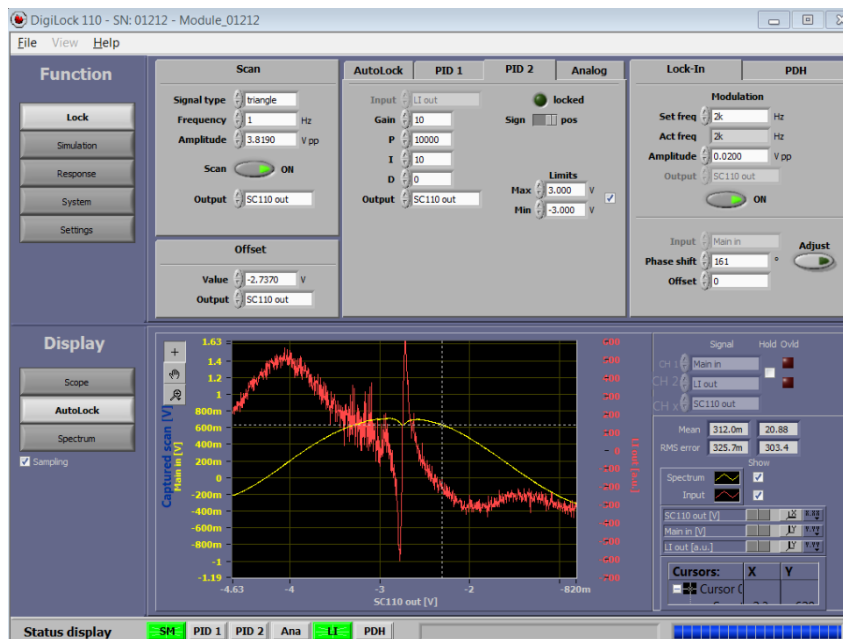 DigiLock 110 - SN: 01212 - Module_01212
File View Help
Function
Lock
Simulation
Response
System
Settings
Scan
Signal type triangle
Frequency 1 Hz
Amplitude 3.8190 V pp
Scan ON
Output SC110 out
Offset
Value -2.7370 V
Output SC110 out
AutoLock PID 1 PID 2 Analog
Input LI out
locked
Gain 10
Sign pos
P 10000
I 10
D 0
Output SC110 out
Limits
Max 3.000 V
Min -3.000 V
Lock-In PDH
Modulation
Set freq 2k Hz
Act freq 2k Hz
Amplitude 0.0200 V pp
Output SC110 out
ON
Input Main in
Phase shift 161 °
Adjust
Offset 0
Display
Scope
AutoLock
Spectrum
Sampling
Captured scan [V]
Main in [V]
1.63
1.4
1.2
1
800m
600m
400m
200m
0
-200m
-400m
-600m
-800m
-1
-1.19
-4.63 -4 -3 -2 -820m
SC110 out [V]
LI out [a.u.]
Signal Hold Ovld
CH 1 Main in
CH 2 LI out
CH X SC110 out
Mean 312.0m 20.88
RMS error 325.7m 303.4
Show
Spectrum
Input
SC110 out [V]
Main in [V]
LI out [a.u.]
Cursors: X Y
Status display SM PID 1 PID 2 Ana LI PDH